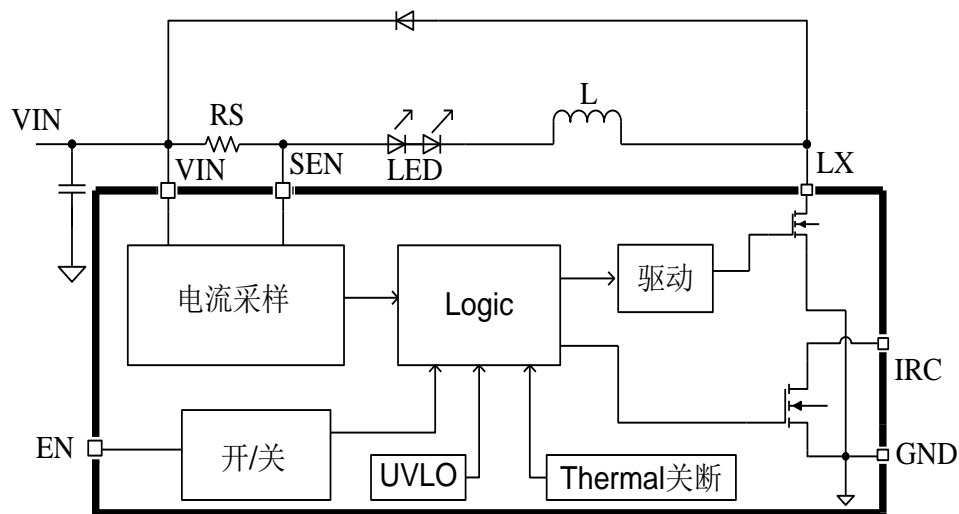 RS
L
VIN
VIN
SEN
LED
LX
电流采样
Logic
驱动
IRC
EN
开/关
UVLO
Thermal关断
GND